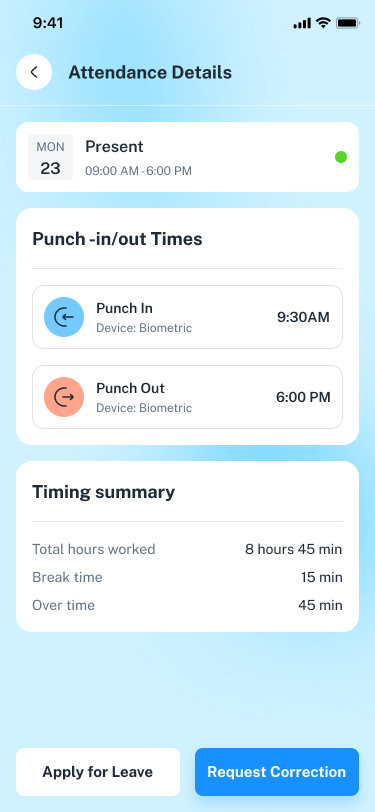 9:41
Attendance Details
MON
23
Present
09:00 AM - 6:00 PM
Punch -in/out Times
Punch In
Device: Biometric
9:30AM
Punch Out
Device: Biometric
6:00 PM
Timing summary
Total hours worked 8 hours 45 min
Break time 15 min
Over time 45 min
Apply for Leave
Request Correction